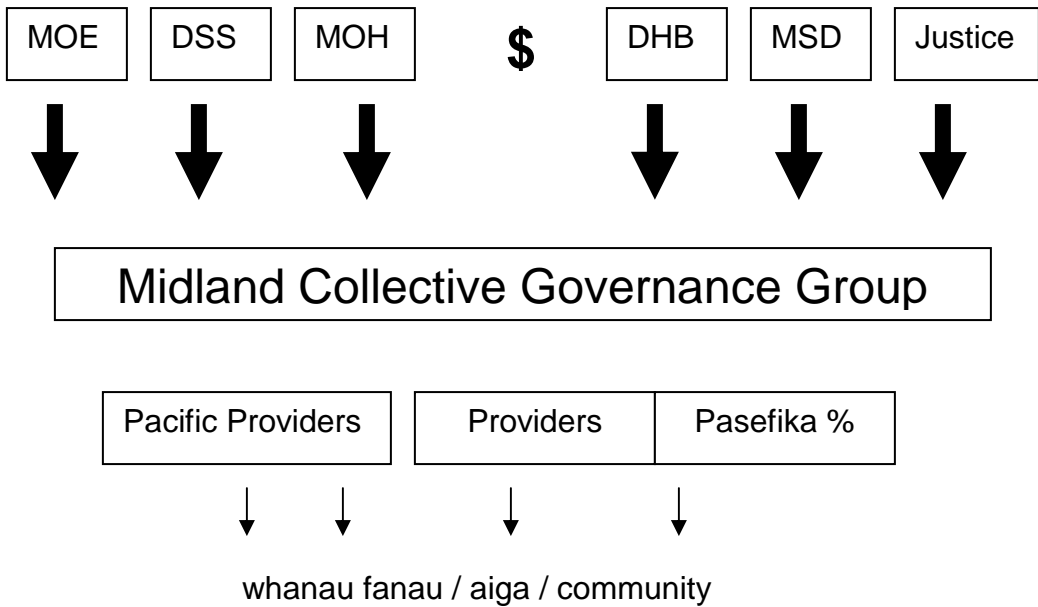 MOE DSS MOH $ DHB MSD Justice
Midland Collective Governance Group
Pacific Providers Providers Pasefika %
whanau fanau / aiga / community